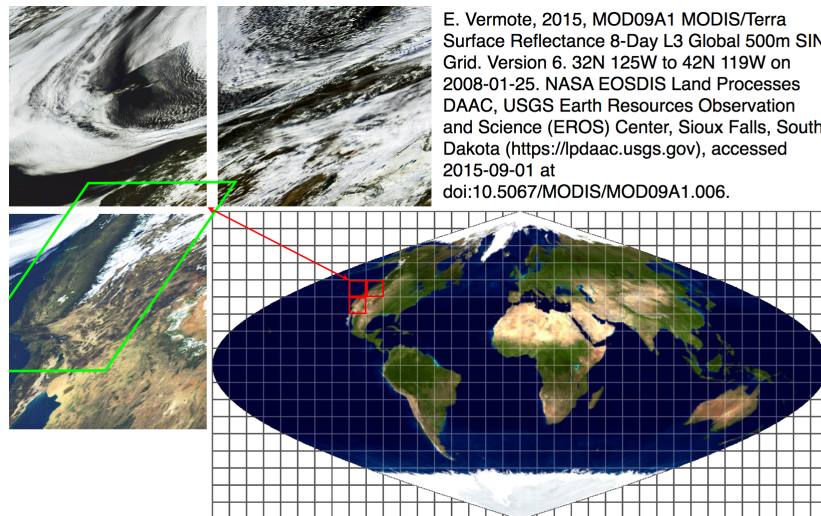 E. Vermote, 2015, MOD09A1 MODIS/Terra
Surface Reflectance 8-Day L3 Global 500m SIN
Grid. Version 6. 32N 125W to 42N 119W on
2008-01-25. NASA EOSDIS Land Processes
DAAC, USGS Earth Resources Observation
and Science (EROS) Center, Sioux Falls, South
Dakota (https://lpdaac.usgs.gov), accessed
2015-09-01 at
doi:10.5067/MODIS/MOD09A1.006.